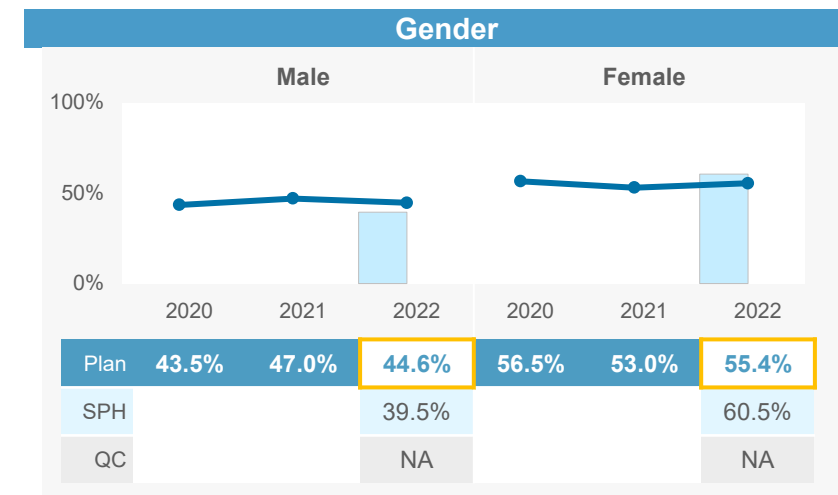 Gender
Male Female
100%
50%
0%
2020 2021 2022 2020 2021 2022
Plan 43.5% 47.0% 44.6% 56.5% 53.0% 55.4%
SPH 39.5% 60.5%
QC NA NA